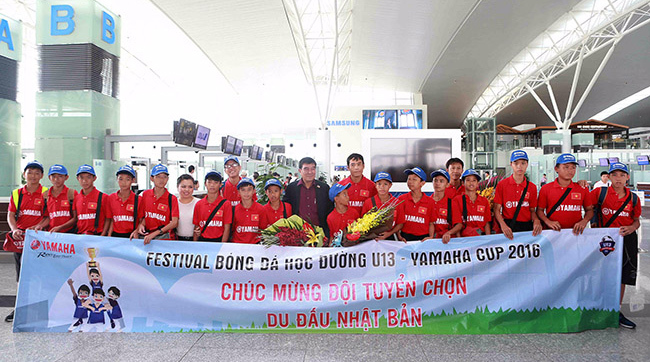 A B B
SAMSUNG
YAMAHA
FESTIVAL BÓNG ĐÁ HỌC ĐƯỜNG U13 - YAMAHA CUP 2016
CHÚC MỪNG ĐỘI TUYỂN CHỌN
DU ĐẤU NHẬT BẢN